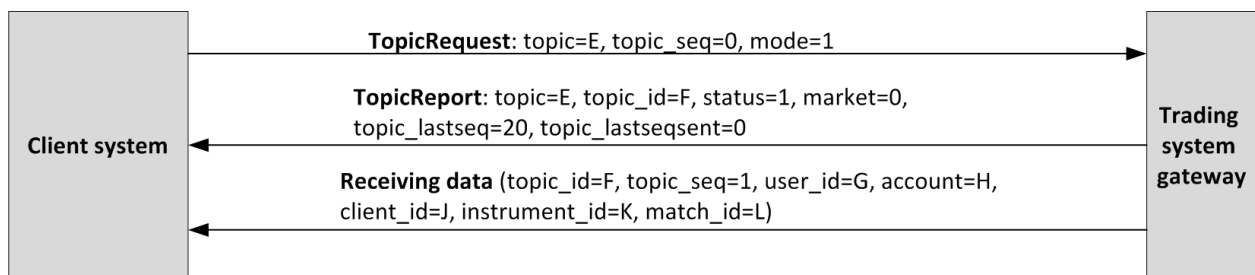 TopicRequest: topic=E, topic_seq=0, mode=1
TopicReport: topic=E, topic_id=F, status=1, market=0,
topic_lastseq=20, topic_lastseqsent=0
Client system
Trading
system
gateway
Receiving data (topic_id=F, topic_seq=1, user_id=G, account=H,
client_id=J, instrument_id=K, match_id=L)